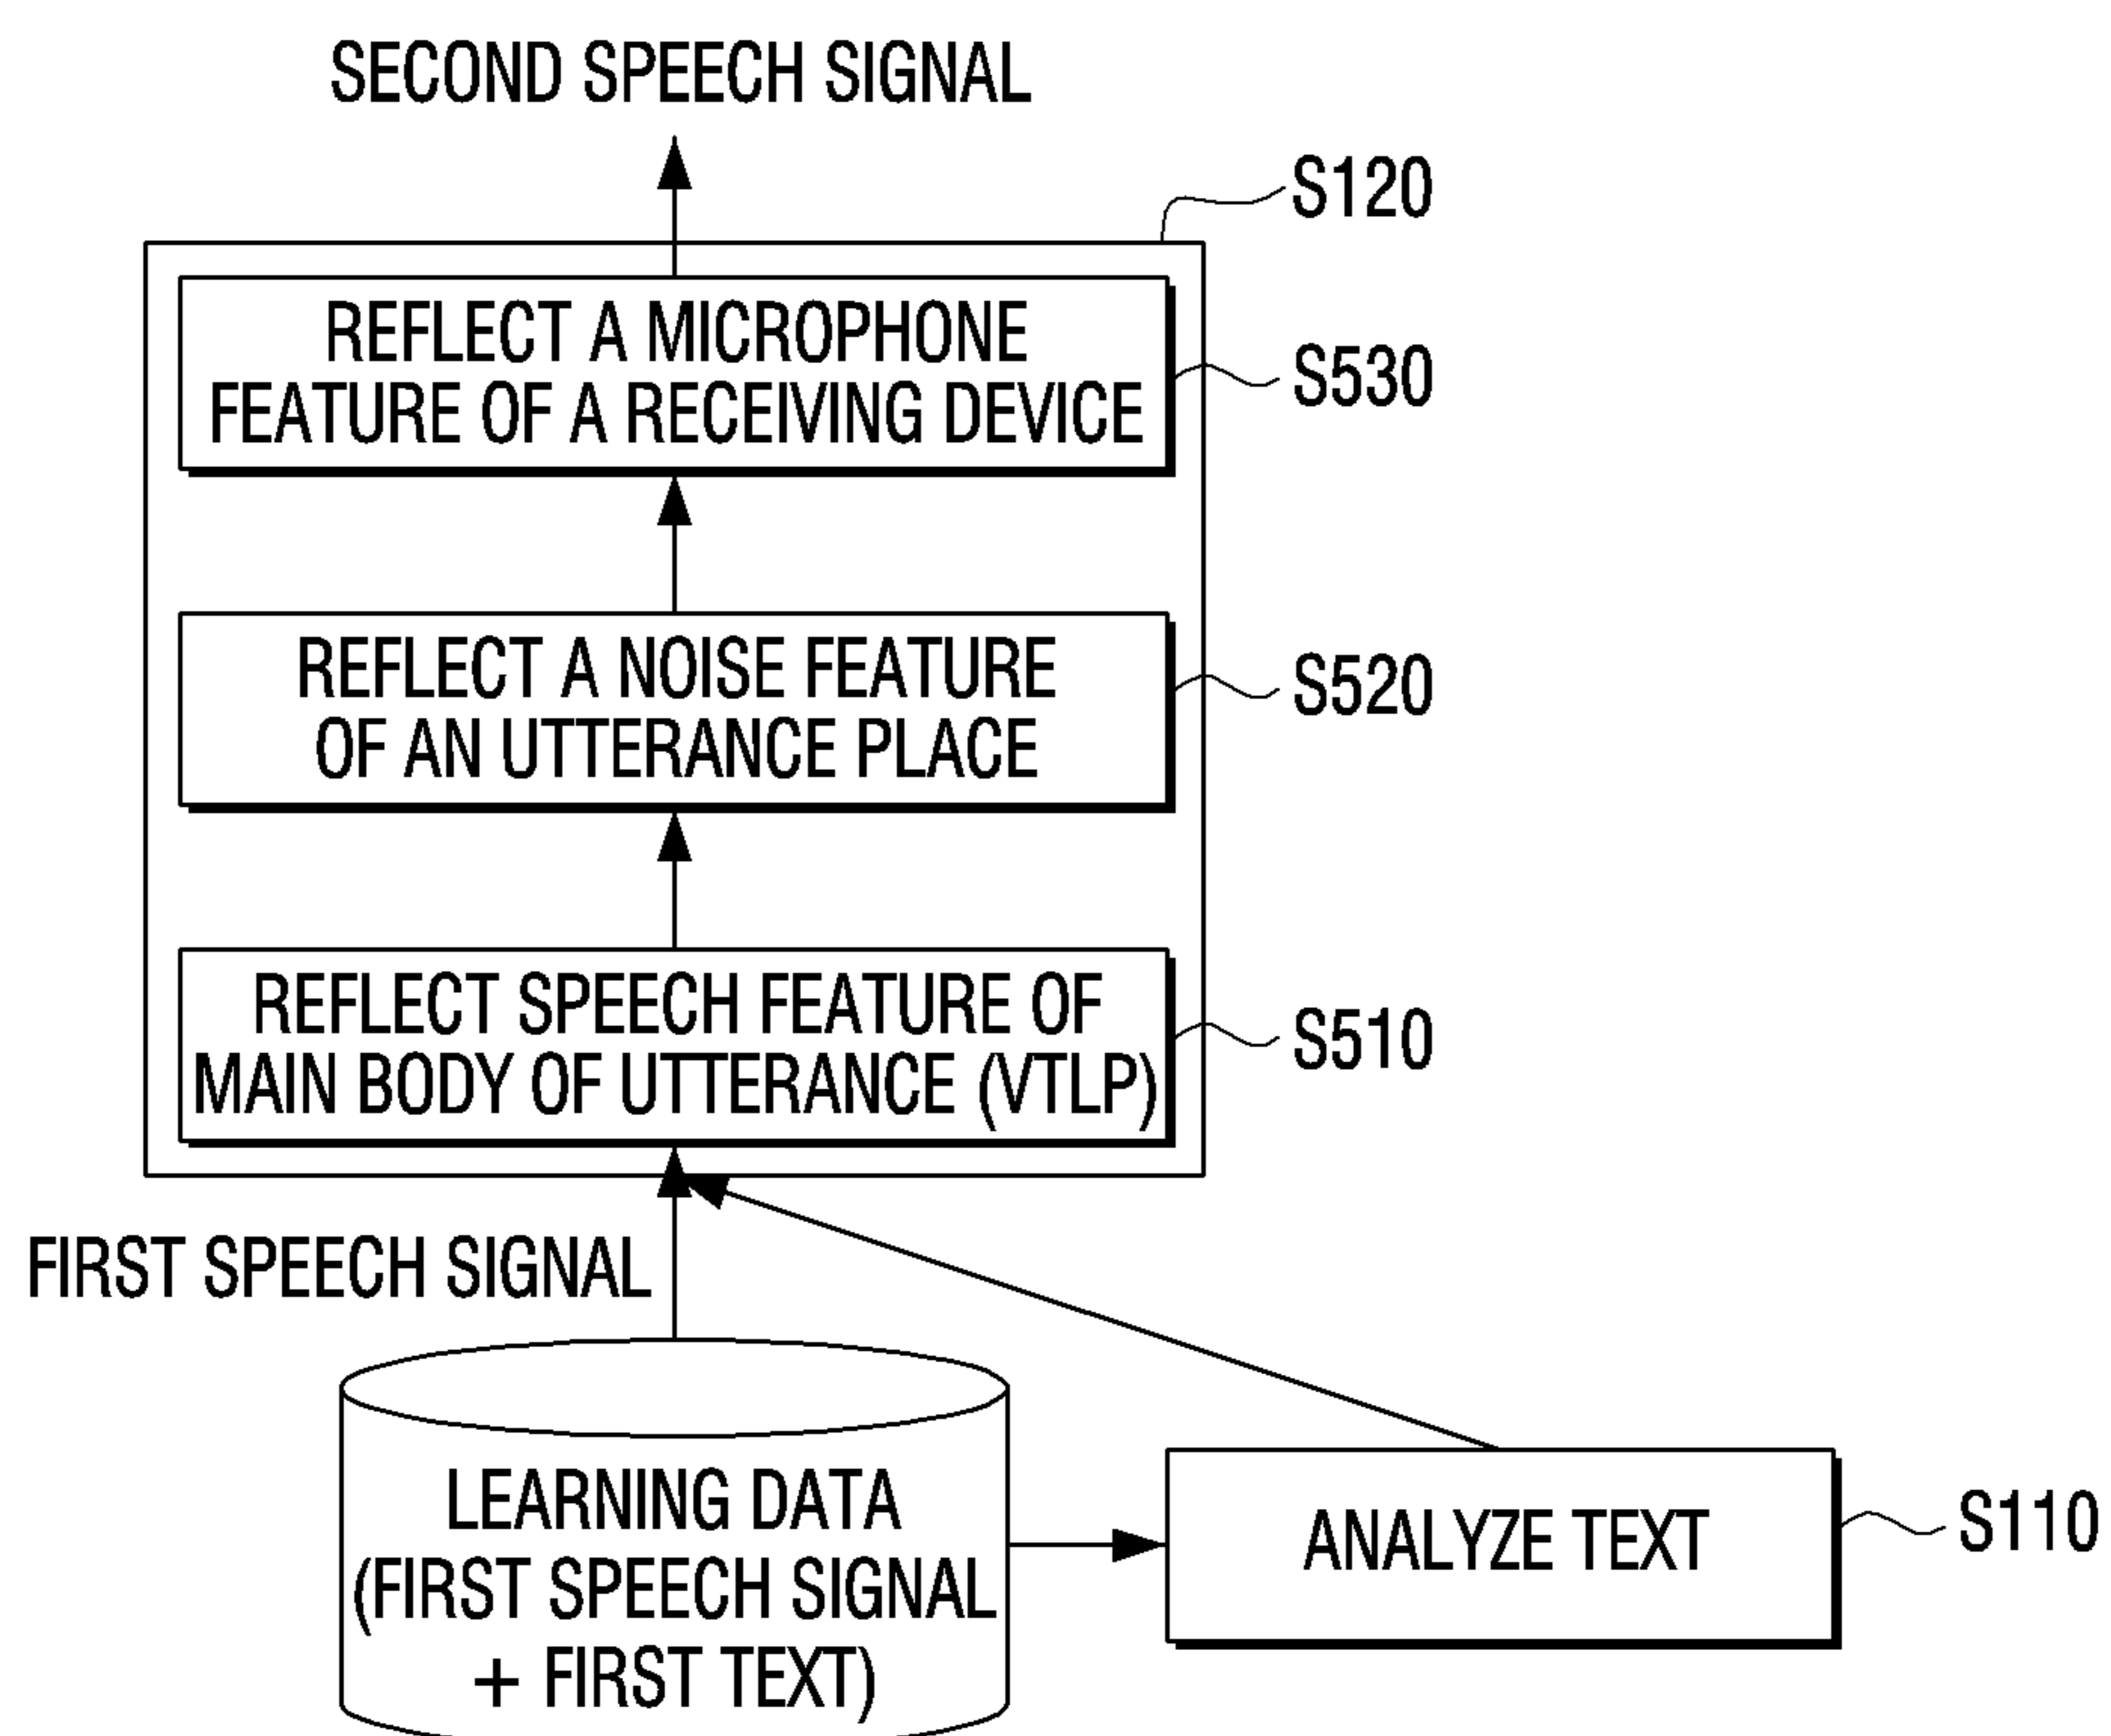 SECOND SPEECH SIGNAL
S120
REFLECT A MICROPHONE
FEATURE OF A RECEIVING DEVICE
S530
REFLECT A NOISE FEATURE
OF AN UTTERANCE PLACE
S520
REFLECT SPEECH FEATURE OF
MAIN BODY OF UTTERANCE (VTLP)
S510
FIRST SPEECH SIGNAL
LEARNING DATA
(FIRST SPEECH SIGNAL
+ FIRST TEXT)
ANALYZE TEXT
S110